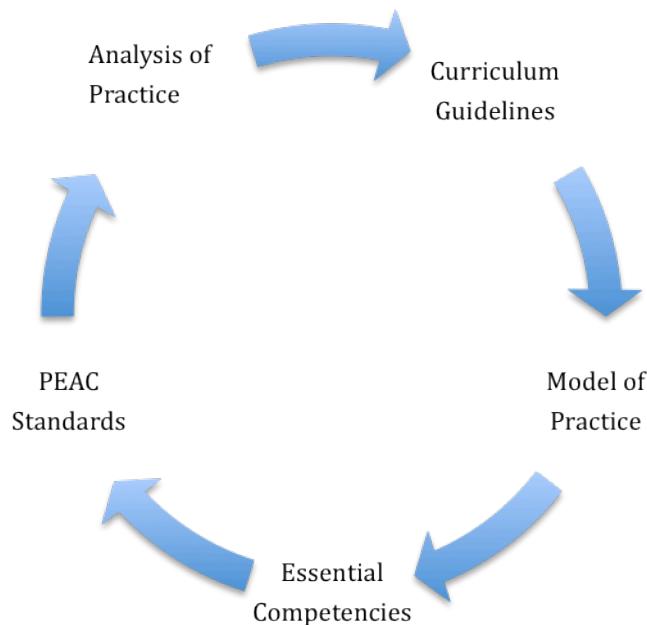 Analysis of
Practice
Curriculum
Guidelines
Model of
Practice
Essential
Competencies
PEAC
Standards